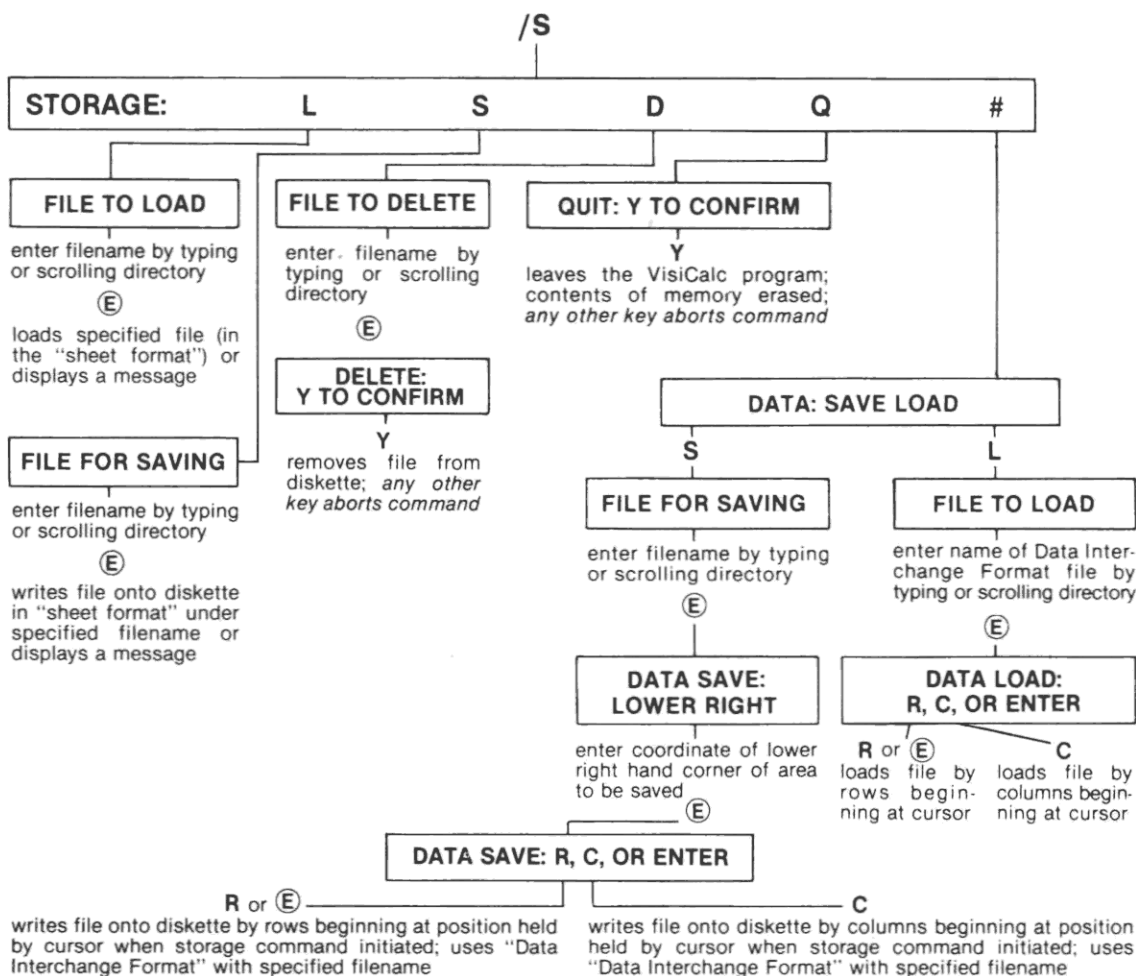 /S
STORAGE: L S D Q #
FILE TO LOAD
enter filename by typing
or scrolling directory
Ⓔ
loads specified file (in
the “sheet format”) or
displays a message
FILE FOR SAVING
enter filename by typing
or scrolling directory
Ⓔ
writes file onto diskette
in “sheet format” under
specified filename or
displays a message
FILE TO DELETE
enter filename by
typing or scrolling
directory
Ⓔ
DELETE:
Y TO CONFIRM
Y
removes file from
diskette; any other
key aborts command
QUIT: Y TO CONFIRM
Y
leaves the VisiCalc program;
contents of memory erased;
any other key aborts command
DATA: SAVE LOAD
S
FILE FOR SAVING
enter filename by typing
or scrolling directory
Ⓔ
DATA SAVE:
LOWER RIGHT
enter coordinate of lower
right hand corner of area
to be saved
Ⓔ
L
FILE TO LOAD
enter name of Data Inter-
change Format file by
typing or scrolling directory
Ⓔ
DATA LOAD:
R, C, OR ENTER
R or Ⓔ
loads file by
rows begin-
ning at cursor
C
loads file by
columns begin-
ning at cursor
DATA SAVE: R, C, OR ENTER
R or Ⓔ
writes file onto diskette by rows beginning at position held
by cursor when storage command initiated; uses “Data
Interchange Format” with specified filename
C
writes file onto diskette by columns beginning at position
held by cursor when storage command initiated; uses
“Data Interchange Format” with specified filename